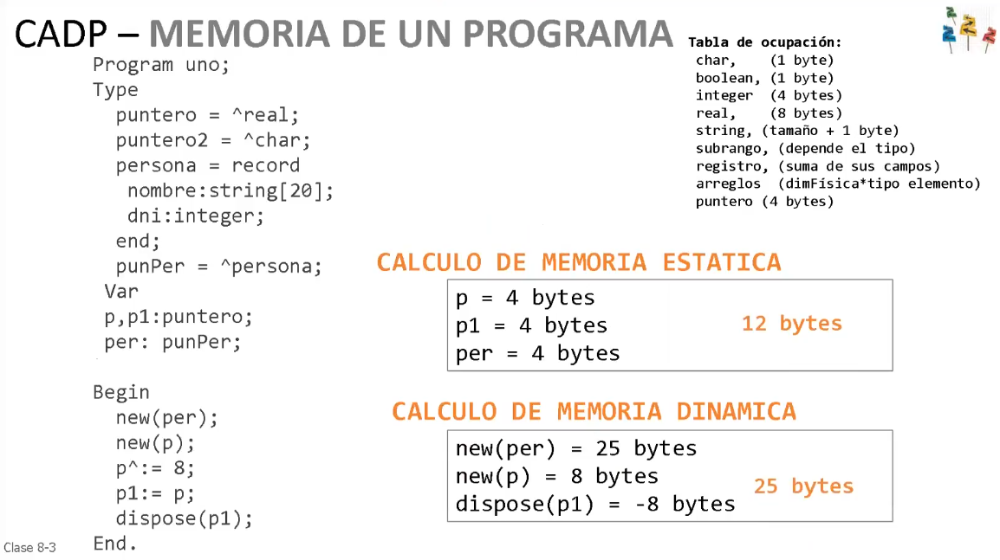 CADP – MEMORIA DE UN PROGRAMA
Program uno;
Type
puntero = ^real;
puntero2 = ^char;
persona = record
nombre:string[20];
dni:integer;
end;
punPer = ^persona;
Var
p,p1:puntero;
per: punPer;
Begin
new(per);
new(p);
p^:= 8;
p1:= p;
dispose(p1);
End.
Tabla de ocupación:
char, (1 byte)
boolean, (1 byte)
integer (4 bytes)
real, (8 bytes)
string, (tamaño + 1 byte)
subrango, (depende el tipo)
registro, (suma de sus campos)
arreglos (dimFísica*tipo elemento)
puntero (4 bytes)
CALCULO DE MEMORIA ESTATICA
p = 4 bytes
p1 = 4 bytes
per = 4 bytes
12 bytes
CALCULO DE MEMORIA DINAMICA
new(per) = 25 bytes
new(p) = 8 bytes
dispose(p1) = -8 bytes
25 bytes
Clase 8-3